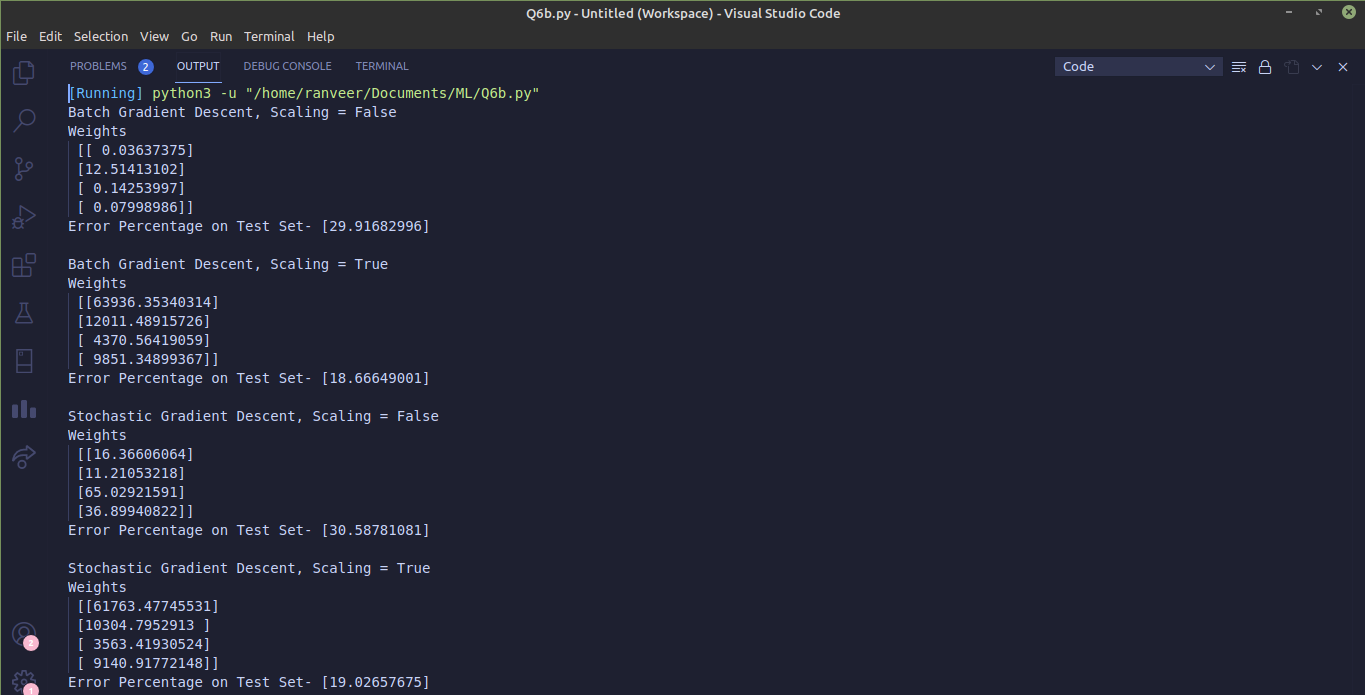 Q6b.py - Untitled (Workspace) - Visual Studio Code
File Edit Selection View Go Run Terminal Help
PROBLEMS 2 OUTPUT DEBUG CONSOLE TERMINAL Code
[Running] python3 -u "/home/ranveer/Documents/ML/Q6b.py"
Batch Gradient Descent, Scaling = False
Weights
[[ 0.03637375]
[12.51413102]
[ 0.14253997]
[ 0.07998986]]
Error Percentage on Test Set- [29.91682996]
Batch Gradient Descent, Scaling = True
Weights
[[63936.35340314]
[12011.48915726]
[ 4370.56419059]
[ 9851.34899367]]
Error Percentage on Test Set- [18.66649001]
Stochastic Gradient Descent, Scaling = False
Weights
[[16.36606064]
[11.21053218]
[65.02921591]
[36.89940822]]
Error Percentage on Test Set- [30.58781081]
Stochastic Gradient Descent, Scaling = True
Weights
[[61763.47745531]
[10304.7952913 ]
[ 3563.41930524]
[ 9140.91772148]]
2
Error Percentage on Test Set- [19.02657675]
1